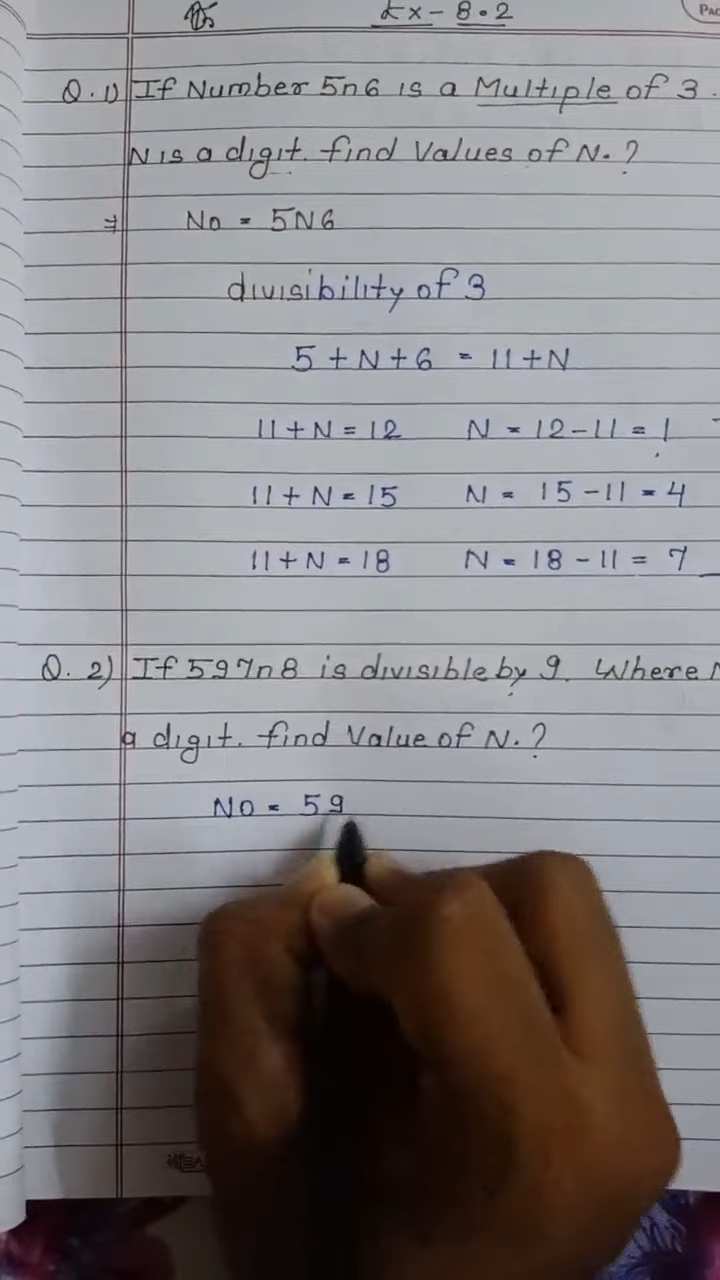 Ex - 8.2
Q.1) If Number 5n6 is a Multiple of 3.
N is a digit. find Values of N.?
⇒ No = 5N6
divisibility of 3
5 + N + 6 = 11 + N
11 + N = 12 N = 12 - 11 = 1
11 + N = 15 N = 15 - 11 = 4
11 + N = 18 N = 18 - 11 = 7
Q. 2) If 597n8 is divisible by 9. Where
a digit. find Value of N.?
No = 59